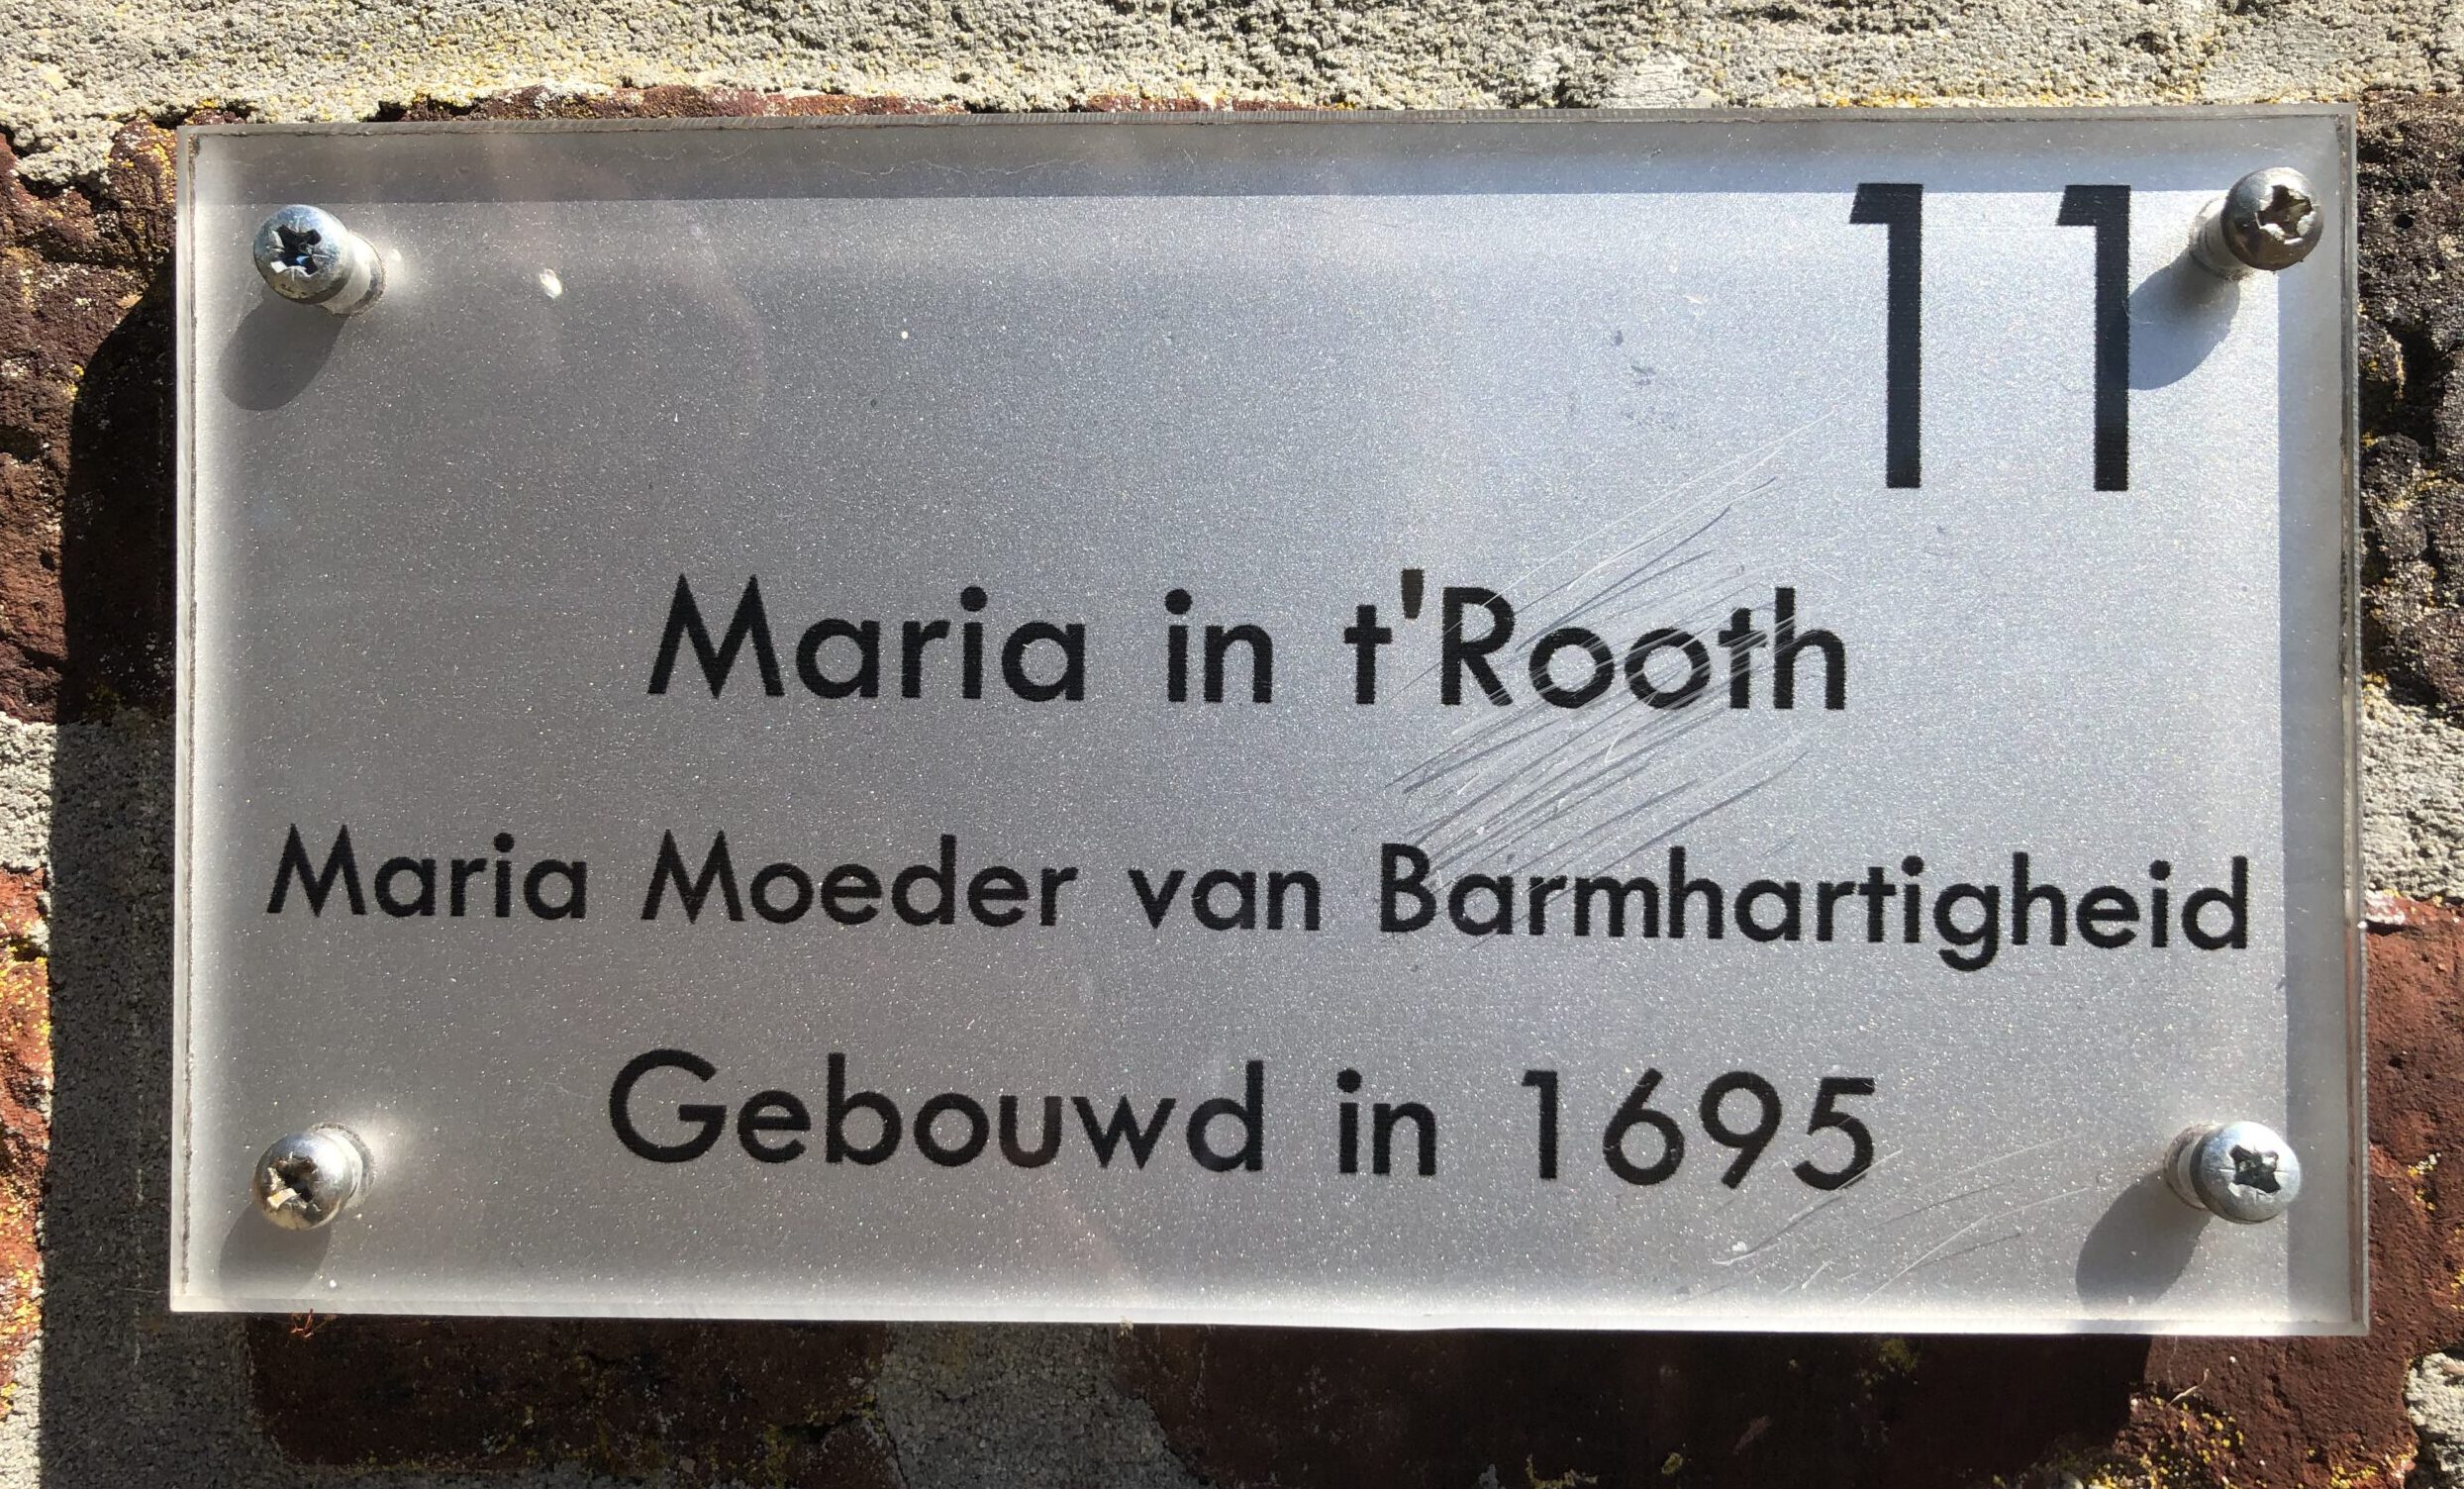 11
Maria in t'Rooth
Maria Moeder van Barmhartigheid
Gebouwd in 1695